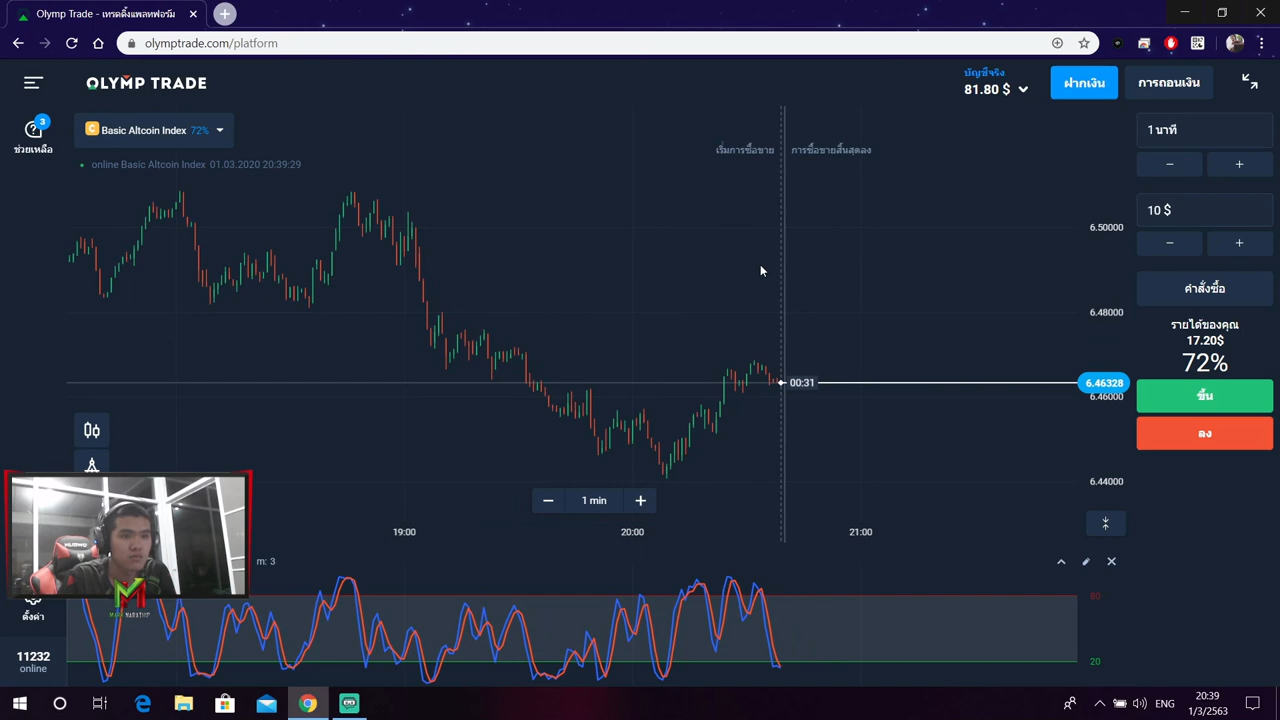 Olymp Trade - เทรดดิ้งแพลทฟอร์ม
olymptrade.com/platform
OLYMP TRADE
บัญชีจริง
81.80 $
ฝากเงิน
การถอนเงิน
3
ช่วยเหลือ
Basic Altcoin Index 72%
online Basic Altcoin Index 01.03.2020 20:39:29
เริ่มการซื้อขาย
การซื้อขายสิ้นสุดลง
1 นาที
10 $
คำสั่งซื้อ
รายได้ของคุณ
17.20$
72%
ขึ้น
ลง
6.50000
6.48000
00:31
6.46328
6.46000
6.44000
1 min
19:00
20:00
21:00
m: 3
80
20
ตั้งค่า
11232
online
ENG
20:39
1/3/2563